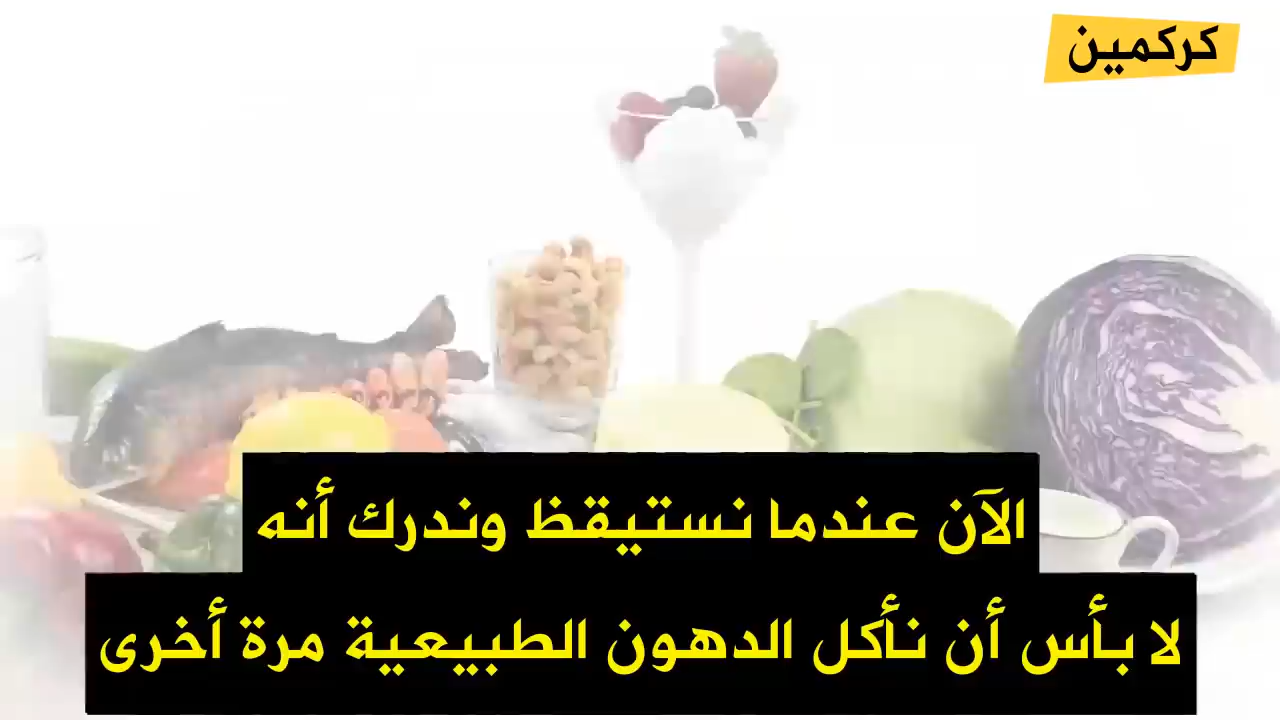 كركمين
الآن عندما نستيقظ وندرك أنه
لا بأس أن نأكل الدهون الطبيعية مرة أخرى